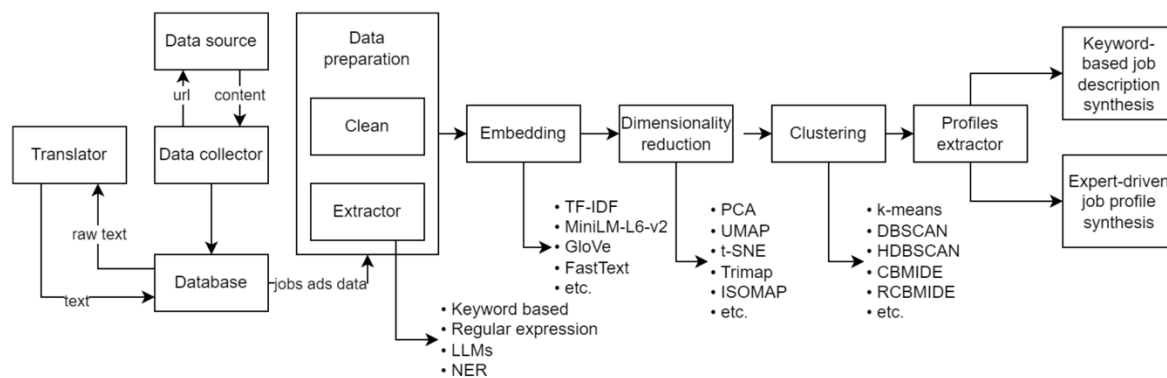 Data source
url
content
Translator
Data collector
raw text
text
Database
jobs ads data
Data
preparation
Clean
Extractor
• Keyword based
• Regular expression
• LLMs
• NER
Embedding
• TF-IDF
• MiniLM-L6-v2
• GloVe
• FastText
• etc.
Dimensionality
reduction
• PCA
• UMAP
• t-SNE
• Trimap
• ISOMAP
• etc.
Clustering
• k-means
• DBSCAN
• HDBSCAN
• CBMIDE
• RCBMIDE
• etc.
Profiles
extractor
Keyword-
based job
description
synthesis
Expert-driven
job profile
synthesis